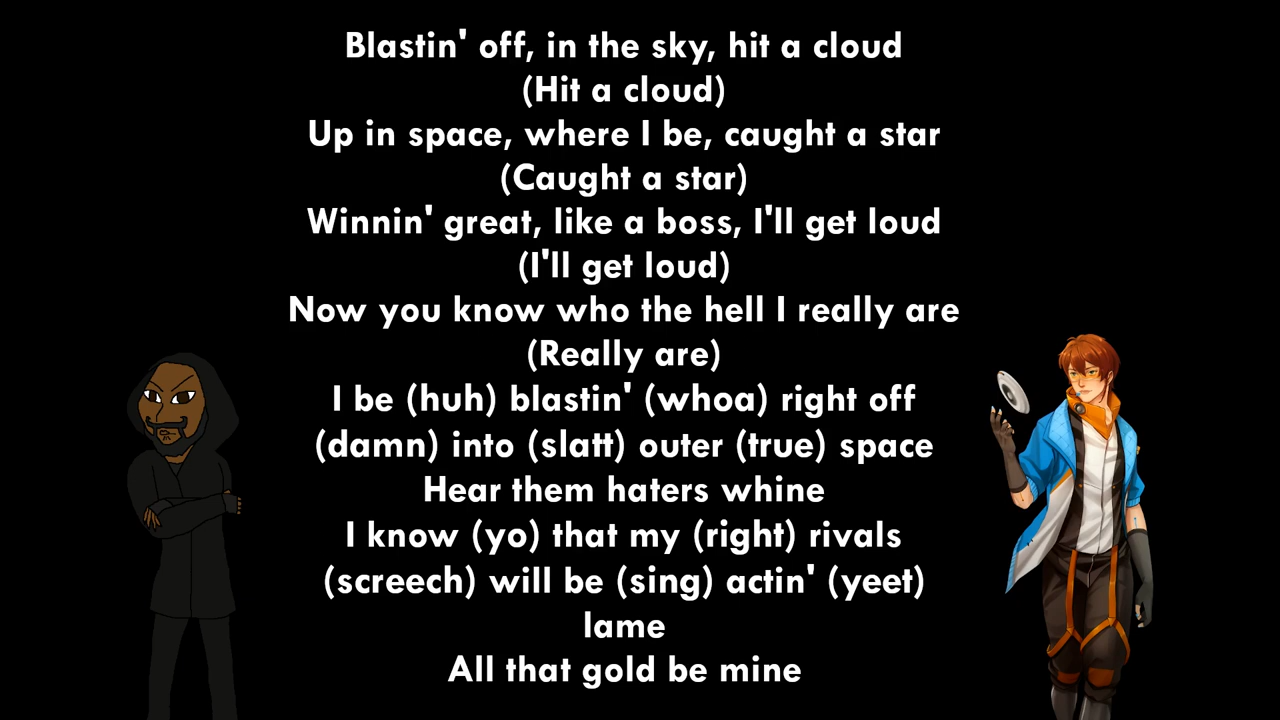 Blastin' off, in the sky, hit a cloud
(Hit a cloud)
Up in space, where I be, caught a star
(Caught a star)
Winnin' great, like a boss, I'll get loud
(I'll get loud)
Now you know who the hell I really are
(Really are)
I be (huh) blastin' (whoa) right off
(damn) into (slatt) outer (true) space
Hear them haters whine
I know (yo) that my (right) rivals
(screech) will be (sing) actin' (yeet)
lame
All that gold be mine